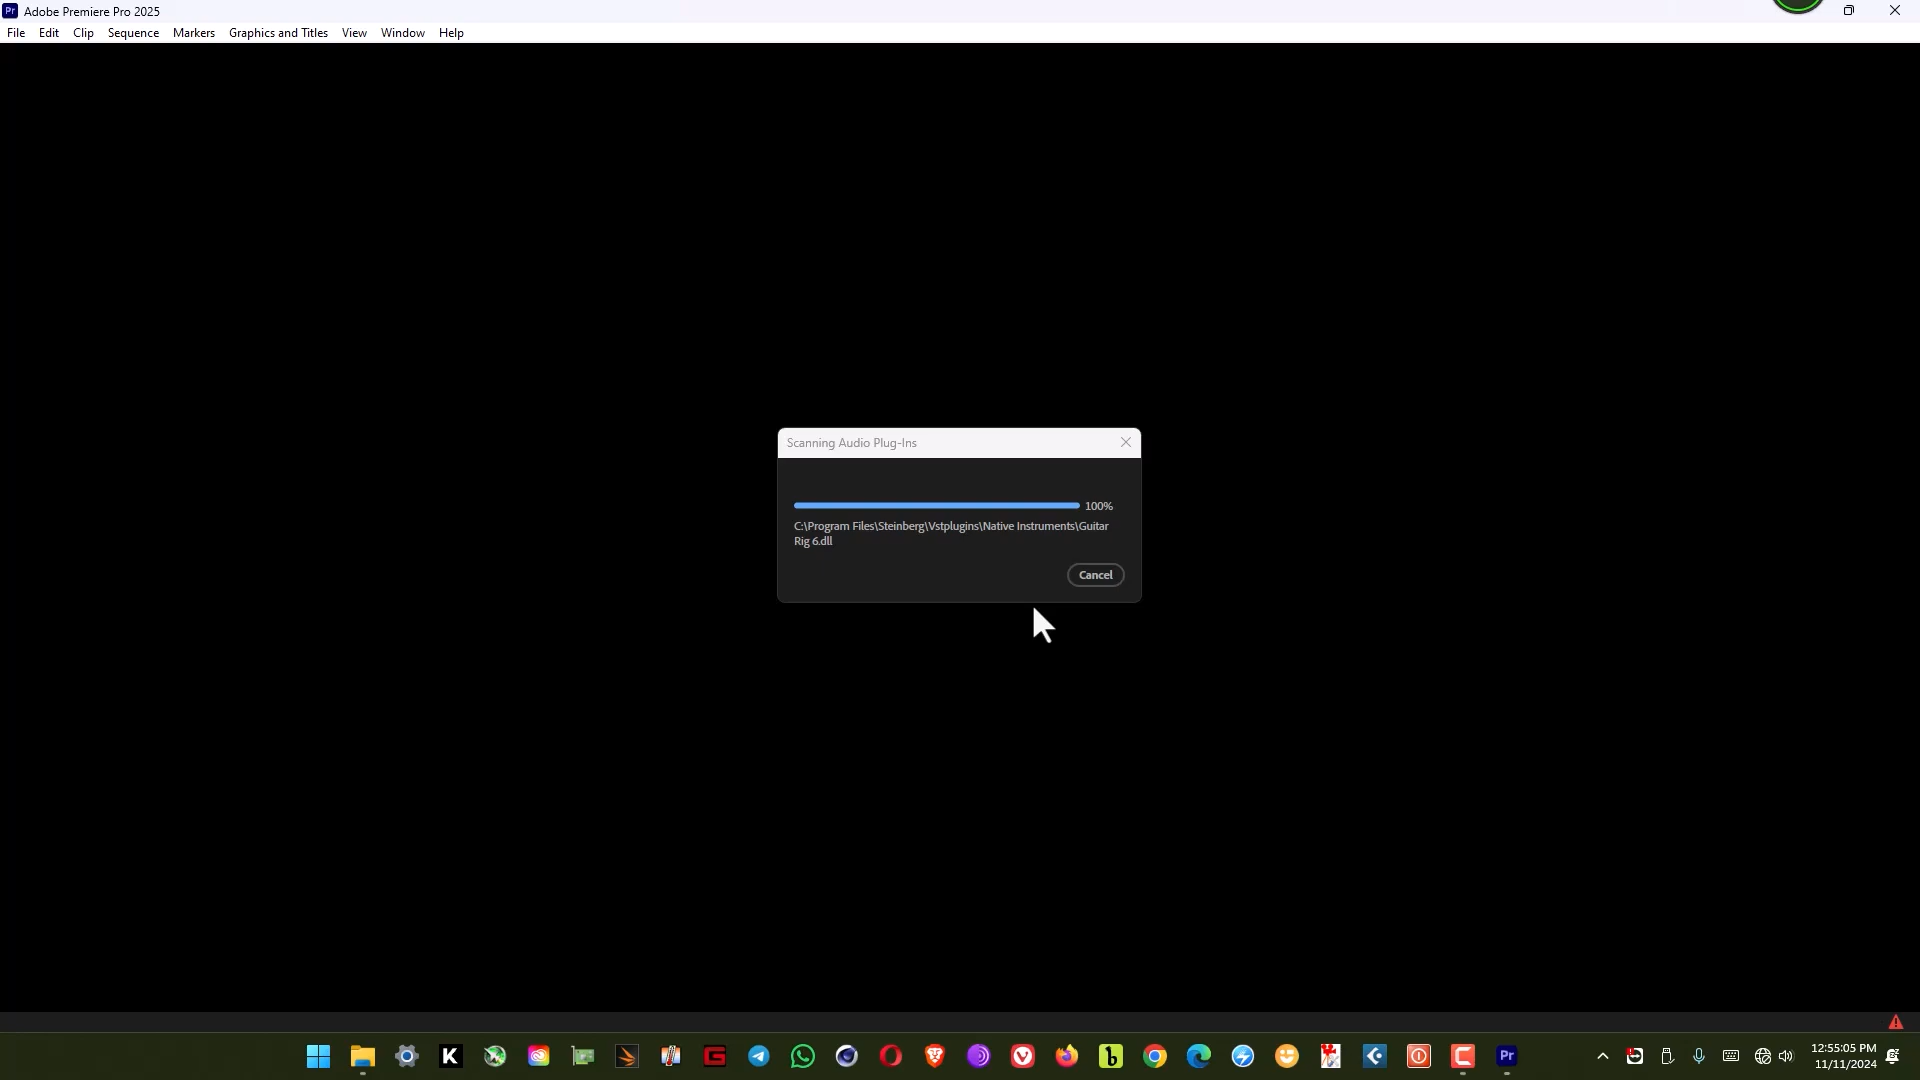 Pr Adobe Premiere Pro 2025
File Edit Clip Sequence Markers Graphics and Titles View Window Help
Scanning Audio Plug-Ins
100%
C:\Program Files\Steinberg\Vstplugins\Native Instruments\Guitar
Rig 6.dll
Cancel
Pr
12:55:05 PM
11/11/2024